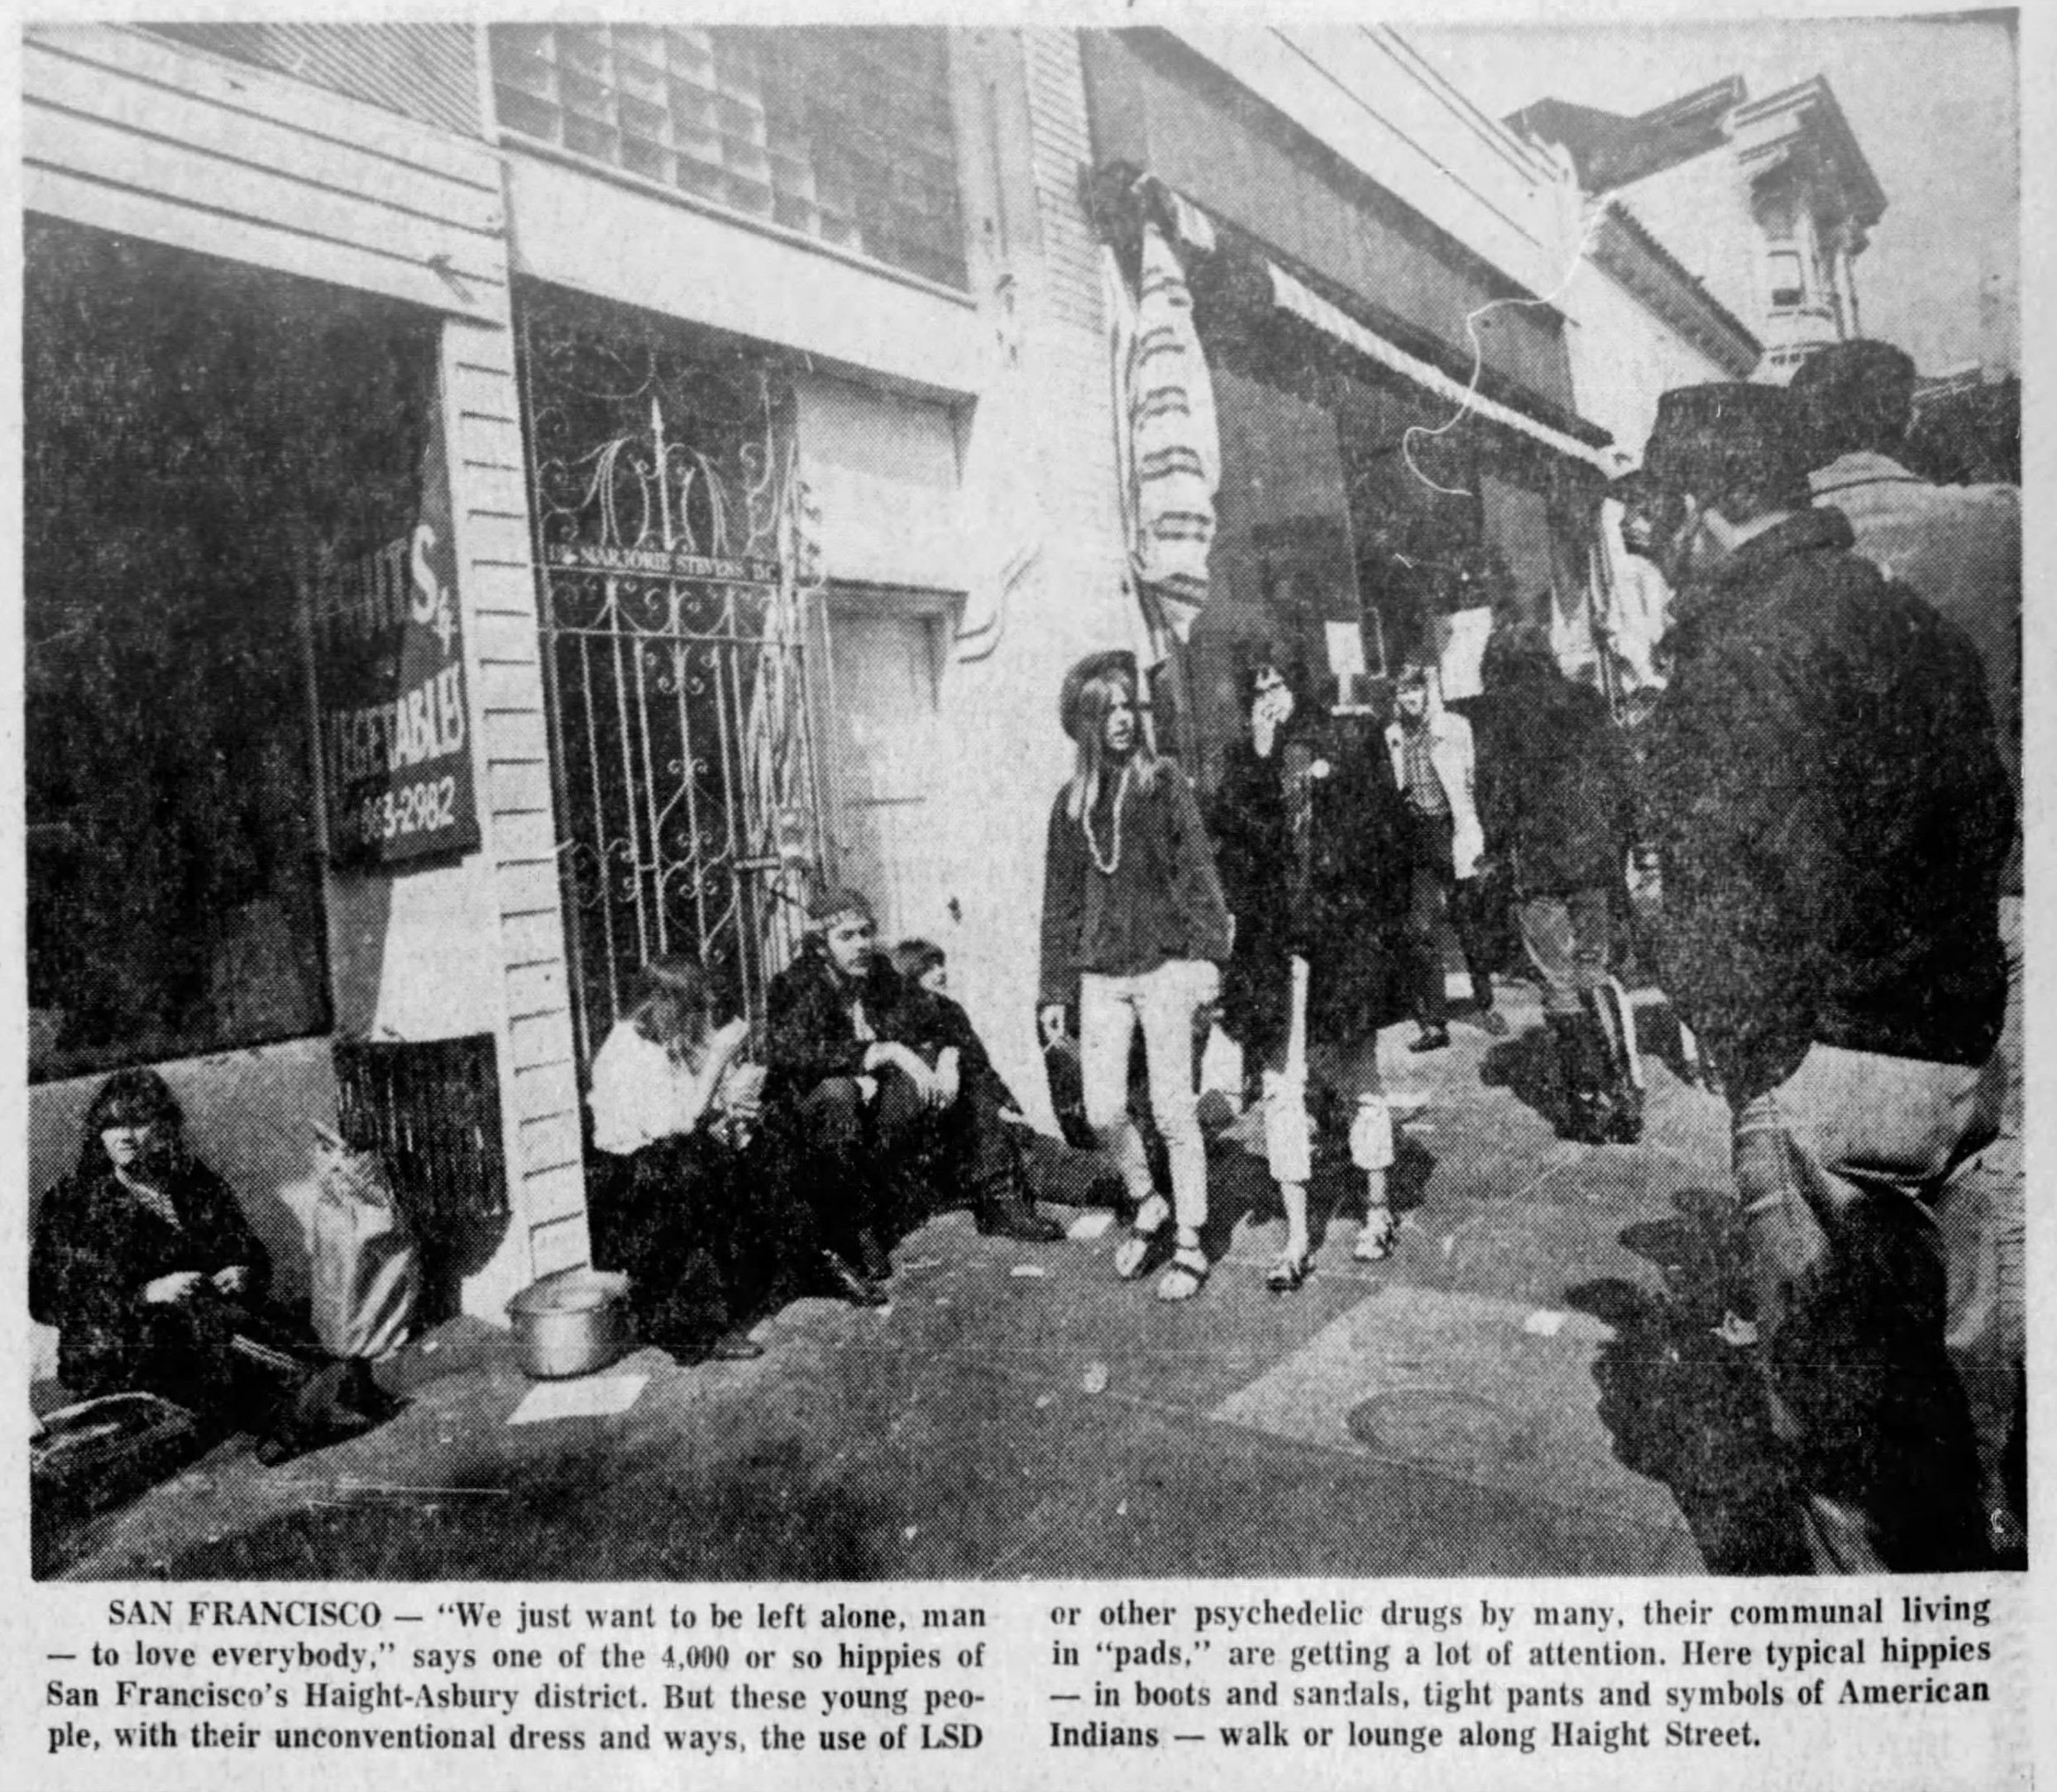 S
&
VEGETABLES
863-2982
DR. MARJORIE STEVENS D.C.
SAN FRANCISCO — “We just want to be left alone, man
— to love everybody,” says one of the 4,000 or so hippies of
San Francisco’s Haight-Asbury district. But these young peo-
ple, with their unconventional dress and ways, the use of LSD
or other psychedelic drugs by many, their communal living
in “pads,” are getting a lot of attention. Here typical hippies
— in boots and sandals, tight pants and symbols of American
Indians — walk or lounge along Haight Street.